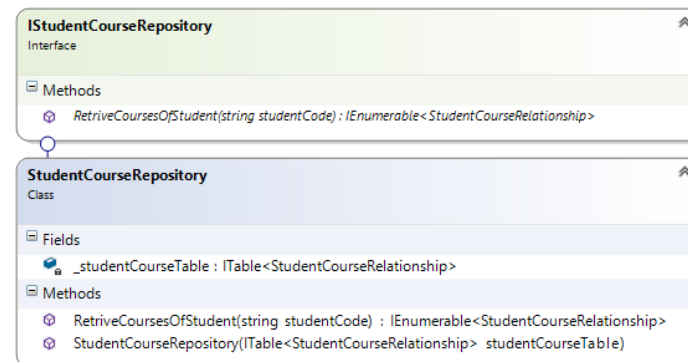 IStudentCourseRepository
Interface
Methods
RetriveCoursesOfStudent(string studentCode) : IEnumerable<StudentCourseRelationship>
StudentCourseRepository
Class
Fields
_studentCourseTable : ITable<StudentCourseRelationship>
Methods
RetriveCoursesOfStudent(string studentCode) : IEnumerable<StudentCourseRelationship>
StudentCourseRepository(ITable<StudentCourseRelationship> studentCourseTable)